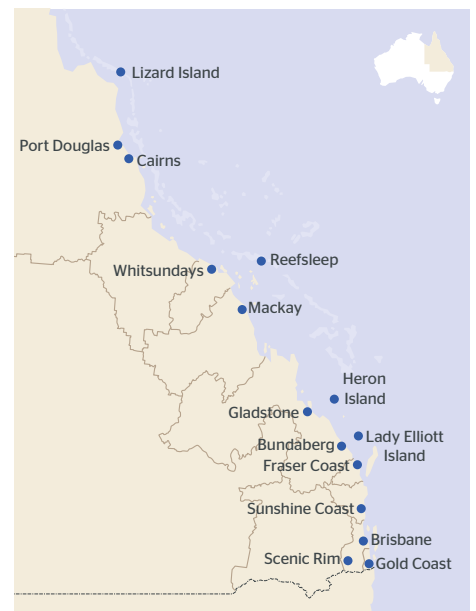 Lizard Island
Port Douglas
Cairns
Reefsleep
Whitsundays
Mackay
Heron
Island
Gladstone
Lady Elliott
Island
Bundaberg
Fraser Coast
Sunshine Coast
Brisbane
Scenic Rim
Gold Coast